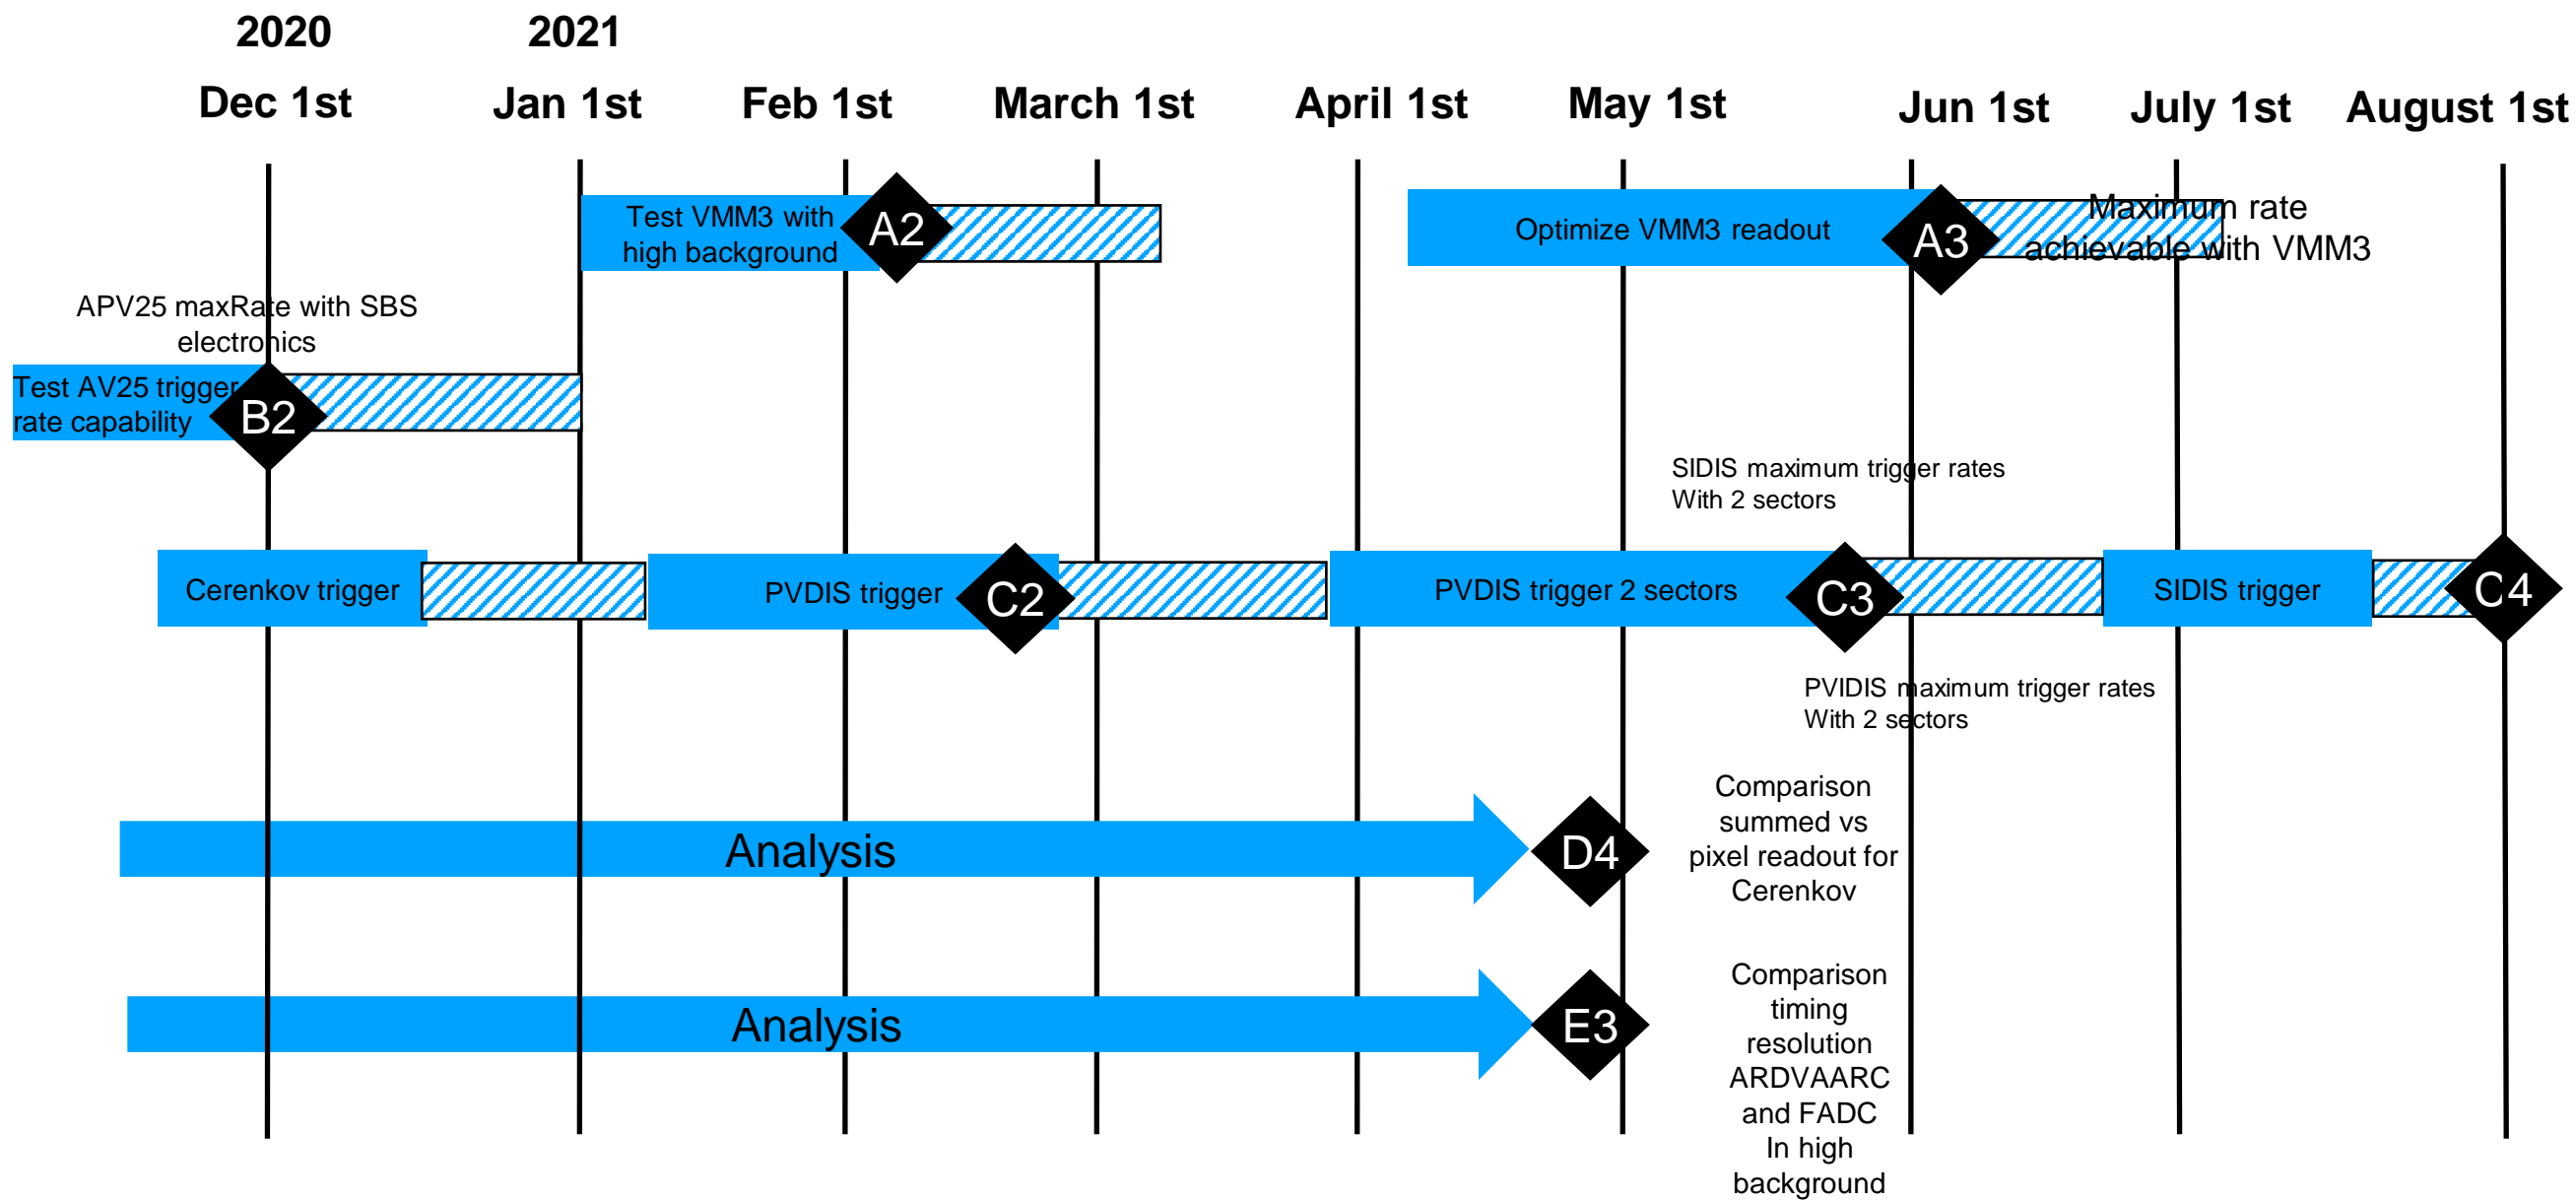 2020
2021
Dec 1st
Jan 1st
Feb 1st
March 1st
April 1st
May 1st
Jun 1st
July 1st
August 1st
Test VMM3 with
high background
A2
Optimize VMM3 readout
A3
Maximum rate
achievable with VMM3
APV25 maxRate with SBS
electronics
Test AV25 trigger
rate capability
B2
SIDIS maximum trigger rates
With 2 sectors
Cerenkov trigger
PVDIS trigger
C2
PVDIS trigger 2 sectors
C3
SIDIS trigger
C4
PVIDIS maximum trigger rates
With 2 sectors
Analysis
D4
Comparison
summed vs
pixel readout for
Cerenkov
Analysis
E3
Comparison
timing
resolution
ARDVAARC
and FADC
In high
background